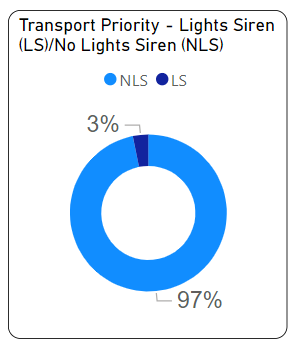 Transport Priority - Lights Siren
(LS)/No Lights Siren (NLS)
NLS LS
3%
97%